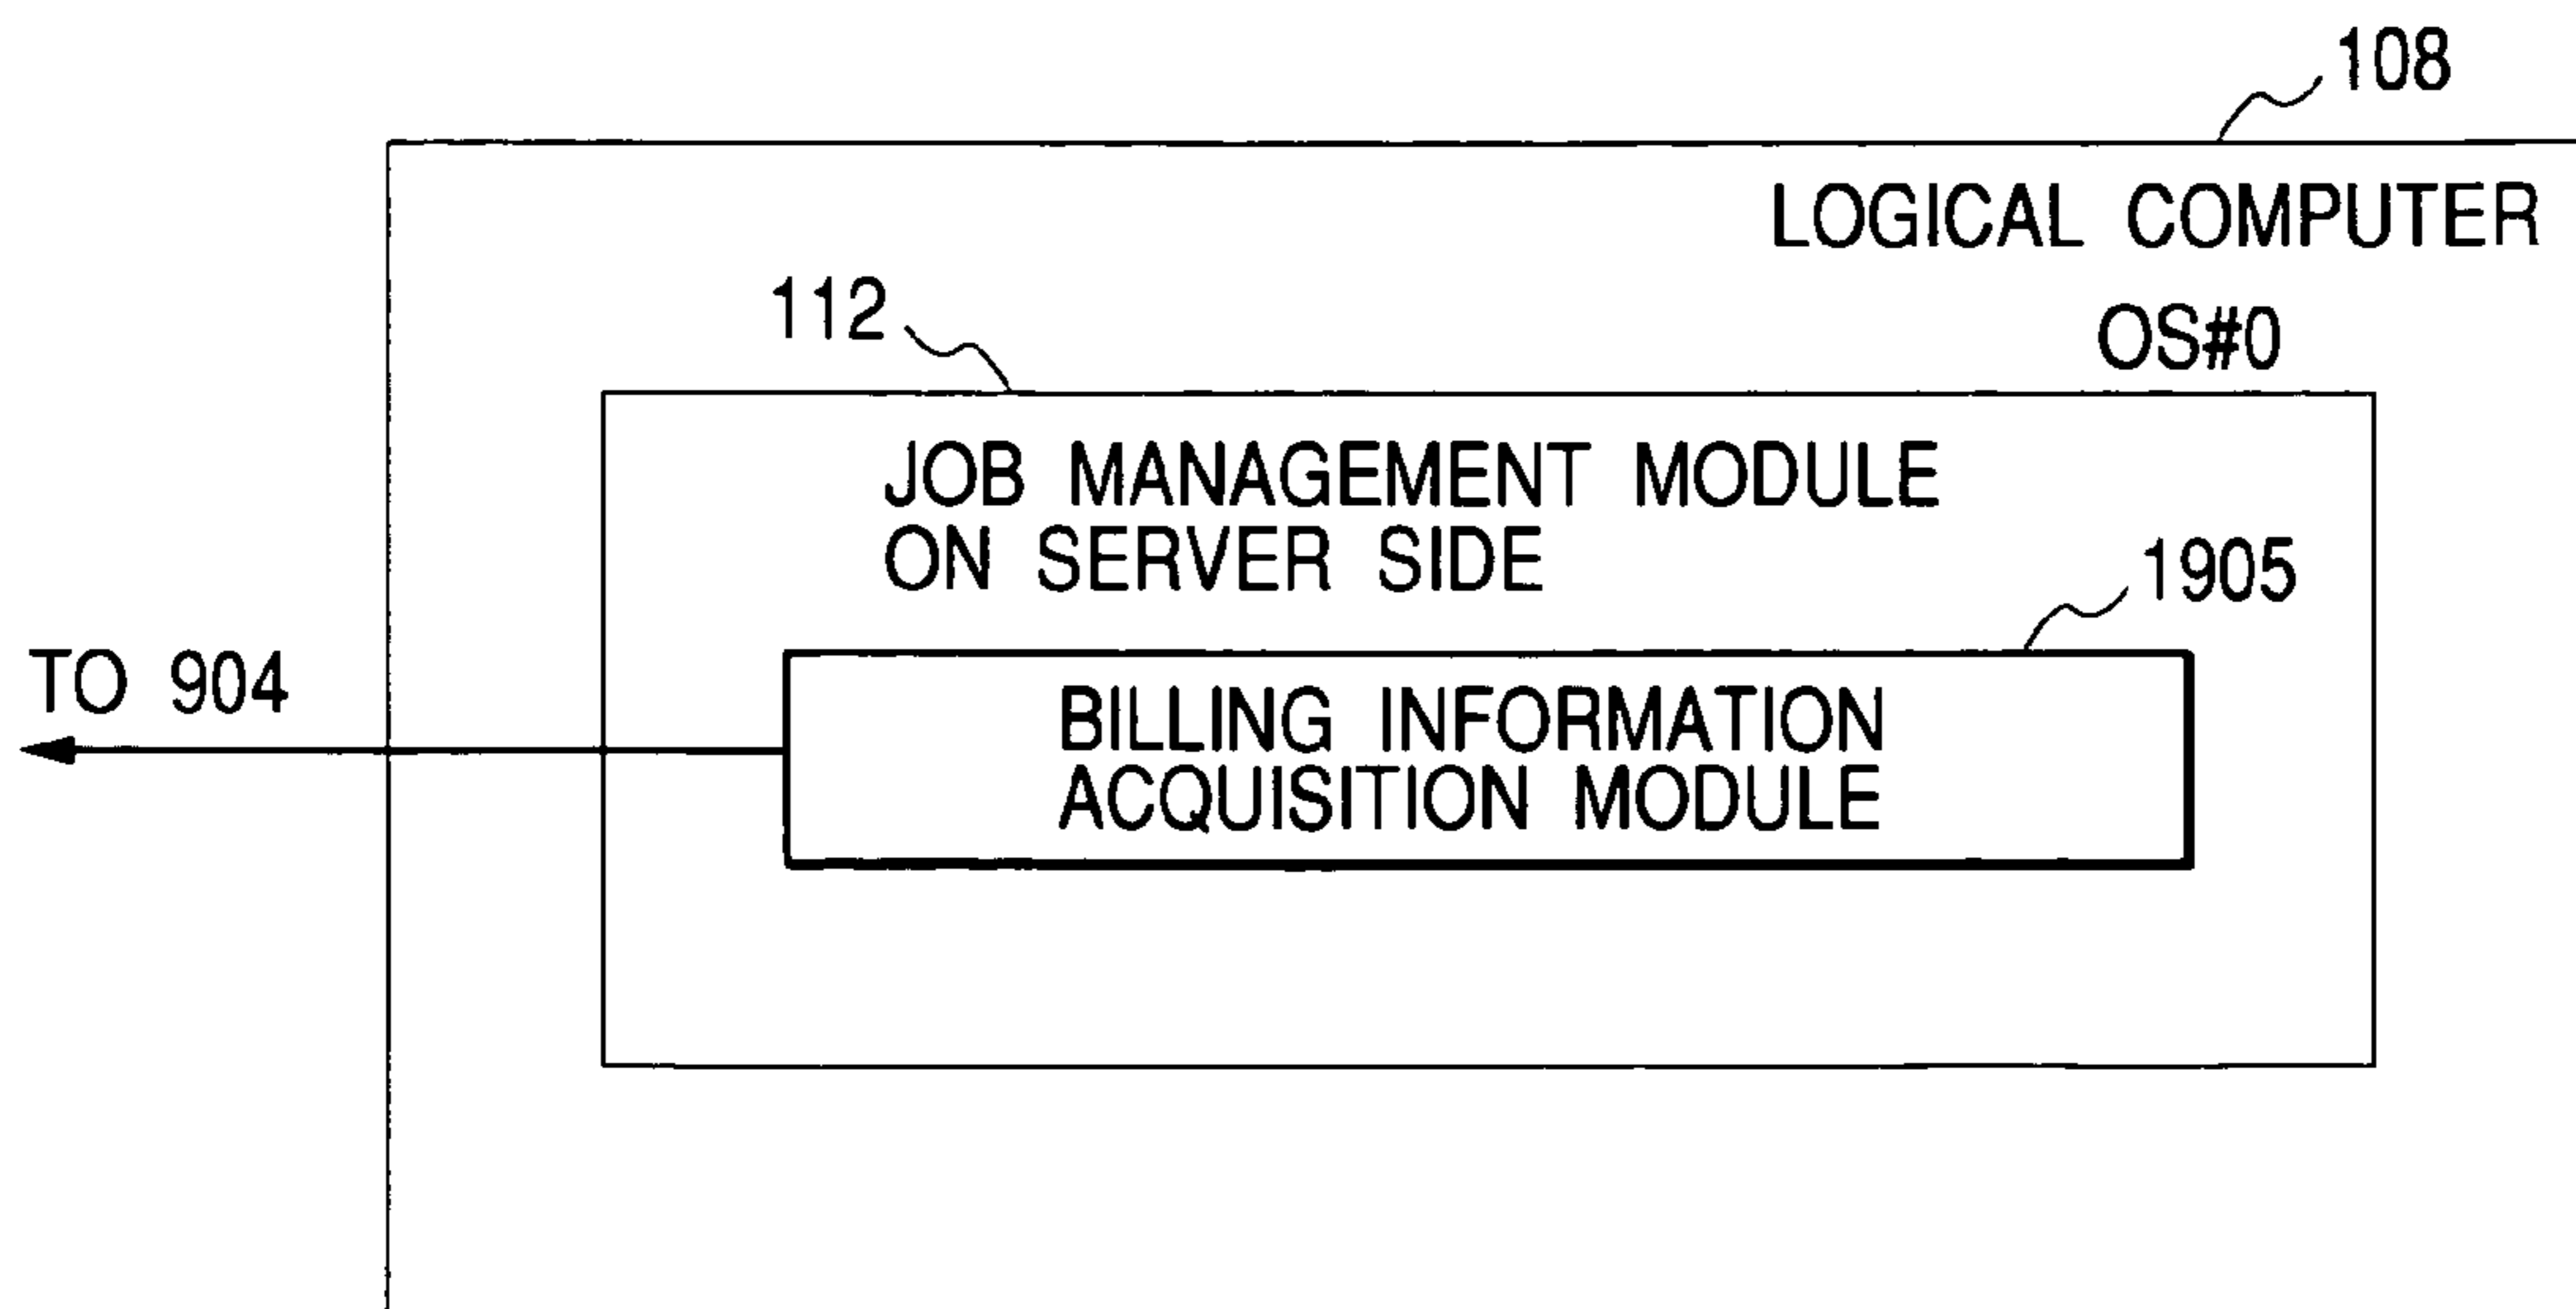 108
LOGICAL COMPUTER
112
OS#0
JOB MANAGEMENT MODULE
ON SERVER SIDE
1905
TO 904
BILLING INFORMATION
ACQUISITION MODULE